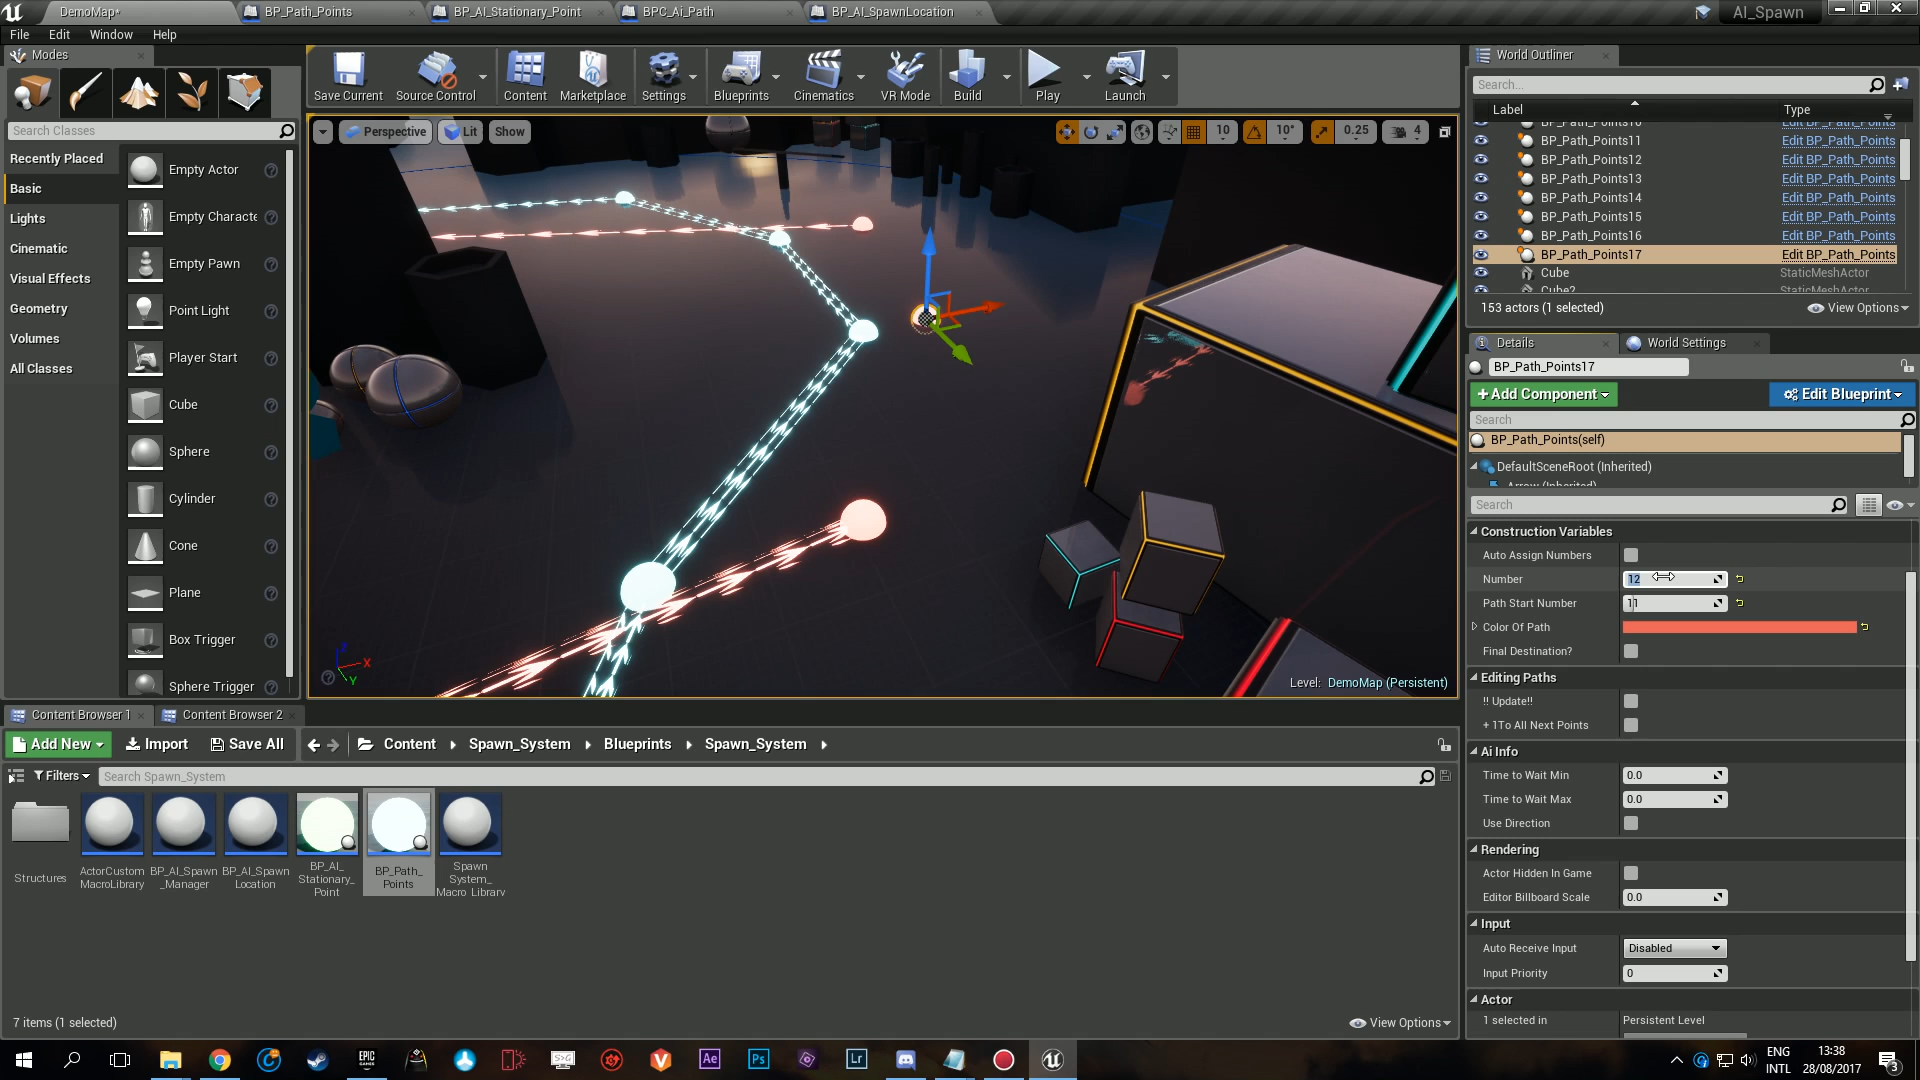 DemoMap*
BP_Path_Points
BP_AI_Stationary_Point
BPC_Ai_Path
BP_AI_SpawnLocation
AI_Spawn
File Edit Window Help
Modes
Search Classes
Recently Placed
Basic
Lights
Cinematic
Visual Effects
Geometry
Volumes
All Classes
Empty Actor
Empty Characte
Empty Pawn
Point Light
Player Start
Cube
Sphere
Cylinder
Cone
Plane
Box Trigger
Sphere Trigger
Save Current Source Control Content Marketplace Settings Blueprints Cinematics VR Mode Build Play Launch
Perspective Lit Show
10 10° 0.25 4
Level: DemoMap (Persistent)
X
Y
Z
World Outliner
Search...
Label Type
BP_Path_Points10 Edit BP_Path_Points
BP_Path_Points11 Edit BP_Path_Points
BP_Path_Points12 Edit BP_Path_Points
BP_Path_Points13 Edit BP_Path_Points
BP_Path_Points14 Edit BP_Path_Points
BP_Path_Points15 Edit BP_Path_Points
BP_Path_Points16 Edit BP_Path_Points
BP_Path_Points17 Edit BP_Path_Points
Cube StaticMeshActor
Cube2 StaticMeshActor
153 actors (1 selected) View Options
Details World Settings
BP_Path_Points17
+Add Component Edit Blueprint
Search
BP_Path_Points(self)
DefaultSceneRoot (Inherited)
Arrow (Inherited)
Search
Construction Variables
Auto Assign Numbers
Number 12
Path Start Number 11
Color Of Path
Final Destination?
Editing Paths
!! Update!!
+ 1To All Next Points
Ai Info
Time to Wait Min 0.0
Time to Wait Max 0.0
Use Direction
Rendering
Actor Hidden In Game
Editor Billboard Scale 0.0
Input
Auto Receive Input Disabled
Input Priority 0
Actor
1 selected in Persistent Level
Content Browser 1 Content Browser 2
Add New Import Save All Content Spawn_System Blueprints Spawn_System
Filters Search Spawn_System
Structures
ActorCustom
MacroLibrary
BP_AI_Spawn
_Manager
BP_AI_Spawn
Location
BP_AI_
Stationary_
Point
BP_Path_
Points
Spawn
System_
Macro_Library
7 items (1 selected) View Options
EPIC
GAMES
Ae
Ps
Lr
ENG
INTL
13:38
28/08/2017
3